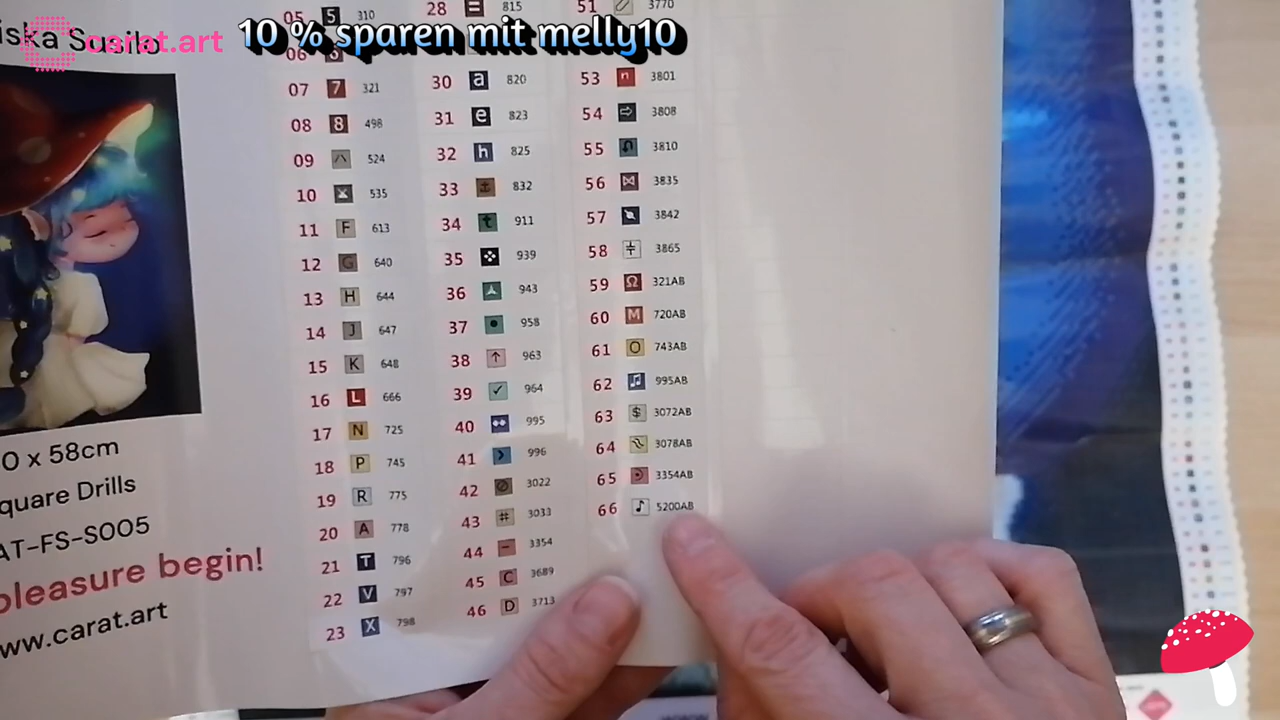 10 % sparen mit melly10
carat.art
iska Susilo
05 5 310
06 6
07 7 321
08 8 498
09 524
10 535
11 F 613
12 G 640
13 H 644
14 J 647
15 K 648
16 L 666
17 N 725
18 P 745
19 R 775
20 A 778
21 T 796
22 V 797
23 X 798
28 = 815
30 a 820
31 e 823
32 h 825
33 832
34 t 911
35 939
36 943
37 958
38 ↑ 963
39 ✓ 964
40 995
41 996
42 3022
43 # 3033
44 − 3354
45 C 3689
46 D 3713
51 3770
53 n 3801
54 3808
55 3810
56 3835
57 3842
58 3865
59 Ω 321AB
60 M 720AB
61 O 743AB
62 ♫ 995AB
63 $ 3072AB
64 3078AB
65 3354AB
66 ♪ 5200AB
0 x 58cm
quare Drills
AT-FS-S005
pleasure begin!
ww.carat.art